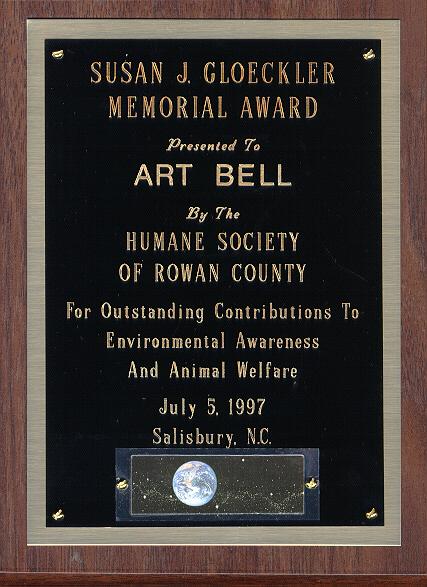 SUSAN J. GLOECKLER
MEMORIAL AWARD
Presented To
ART BELL
By The
HUMANE SOCIETY
OF ROWAN COUNTY
For Outstanding Contributions To
Environmental Awareness
And Animal Welfare
July 5, 1997
Salisbury, N.C.